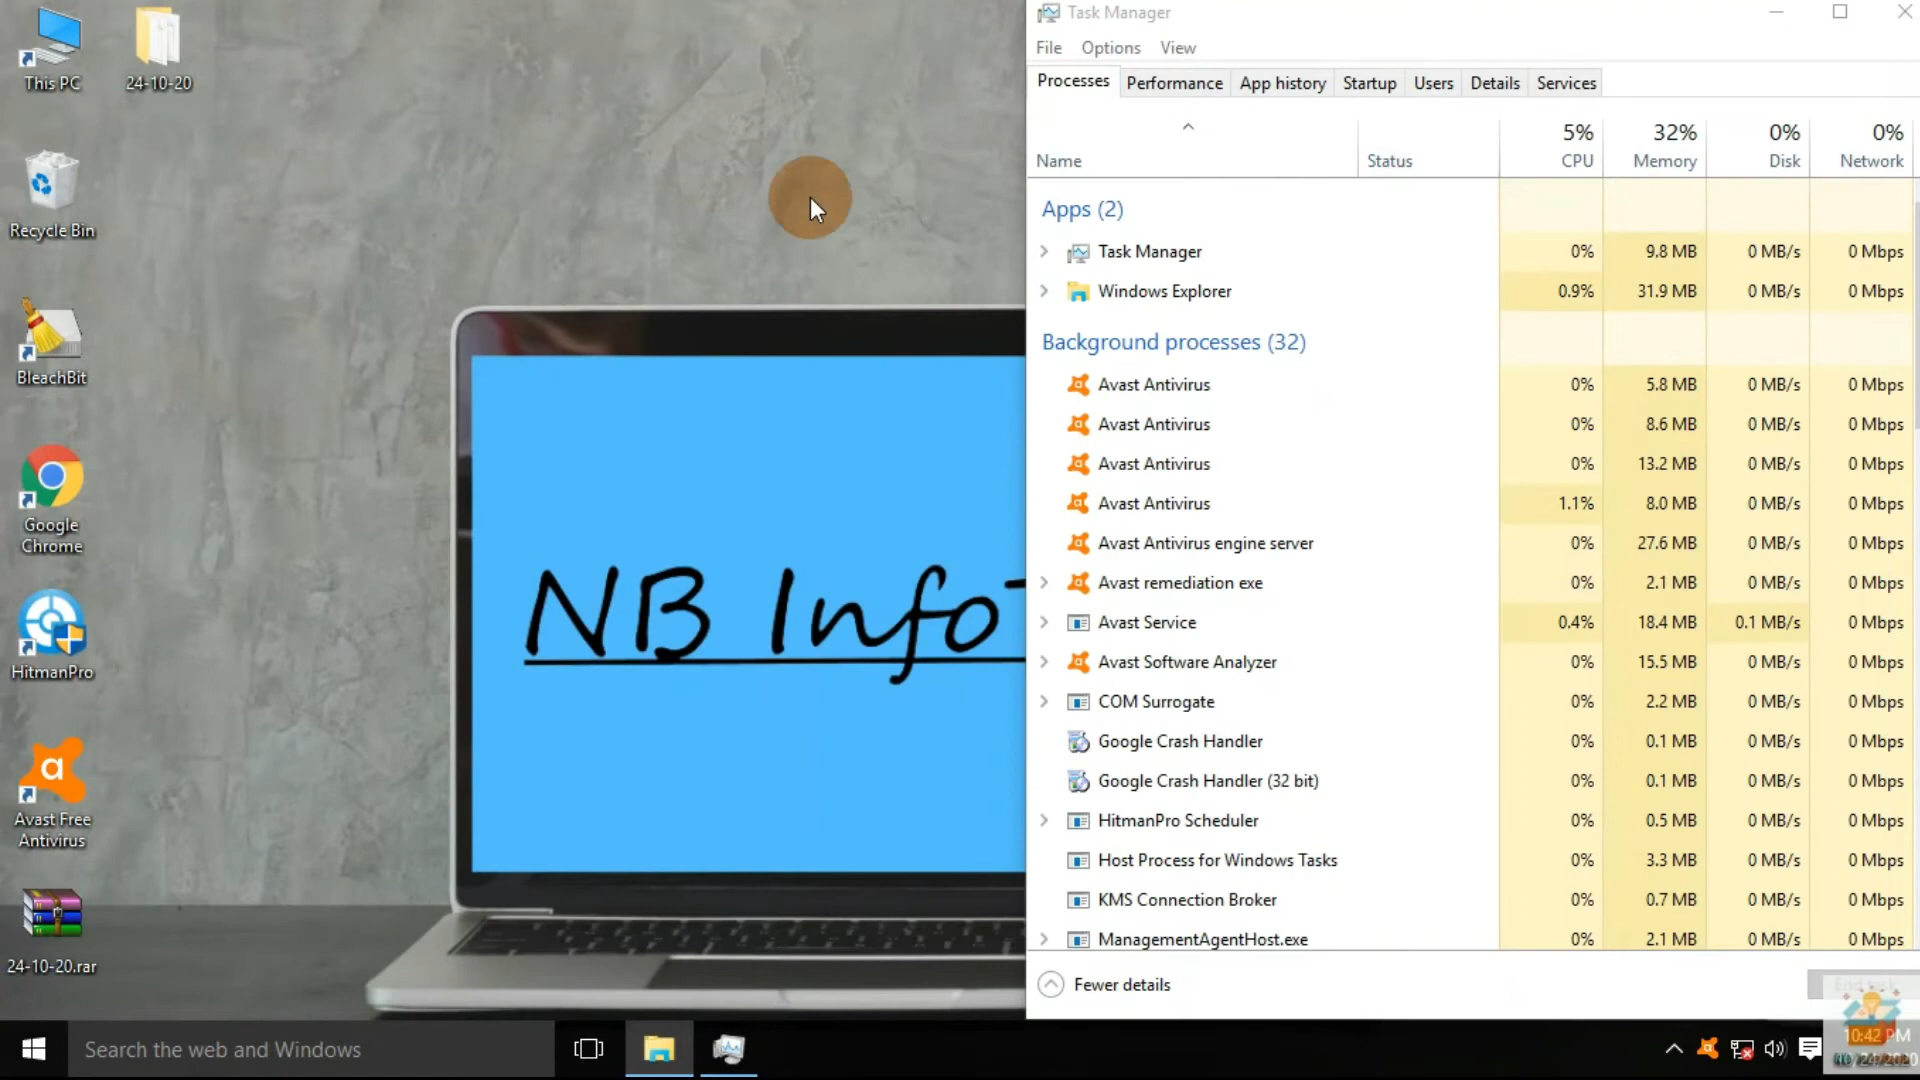 This PC
24-10-20
Recycle Bin
BleachBit
Google
Chrome
HitmanPro
Avast Free
Antivirus
24-10-20.rar
NB Info
Task Manager
File Options View
Processes Performance App history Startup Users Details Services
5% 32% 0% 0%
Name Status CPU Memory Disk Network
Apps (2)
Task Manager 0% 9.8 MB 0 MB/s 0 Mbps
Windows Explorer 0.9% 31.9 MB 0 MB/s 0 Mbps
Background processes (32)
Avast Antivirus 0% 5.8 MB 0 MB/s 0 Mbps
Avast Antivirus 0% 8.6 MB 0 MB/s 0 Mbps
Avast Antivirus 0% 13.2 MB 0 MB/s 0 Mbps
Avast Antivirus 1.1% 8.0 MB 0 MB/s 0 Mbps
Avast Antivirus engine server 0% 27.6 MB 0 MB/s 0 Mbps
Avast remediation exe 0% 2.1 MB 0 MB/s 0 Mbps
Avast Service 0.4% 18.4 MB 0.1 MB/s 0 Mbps
Avast Software Analyzer 0% 15.5 MB 0 MB/s 0 Mbps
COM Surrogate 0% 2.2 MB 0 MB/s 0 Mbps
Google Crash Handler 0% 0.1 MB 0 MB/s 0 Mbps
Google Crash Handler (32 bit) 0% 0.1 MB 0 MB/s 0 Mbps
HitmanPro Scheduler 0% 0.5 MB 0 MB/s 0 Mbps
Host Process for Windows Tasks 0% 3.3 MB 0 MB/s 0 Mbps
KMS Connection Broker 0% 0.7 MB 0 MB/s 0 Mbps
ManagementAgentHost.exe 0% 2.1 MB 0 MB/s 0 Mbps
Fewer details
Search the web and Windows
10:42 PM